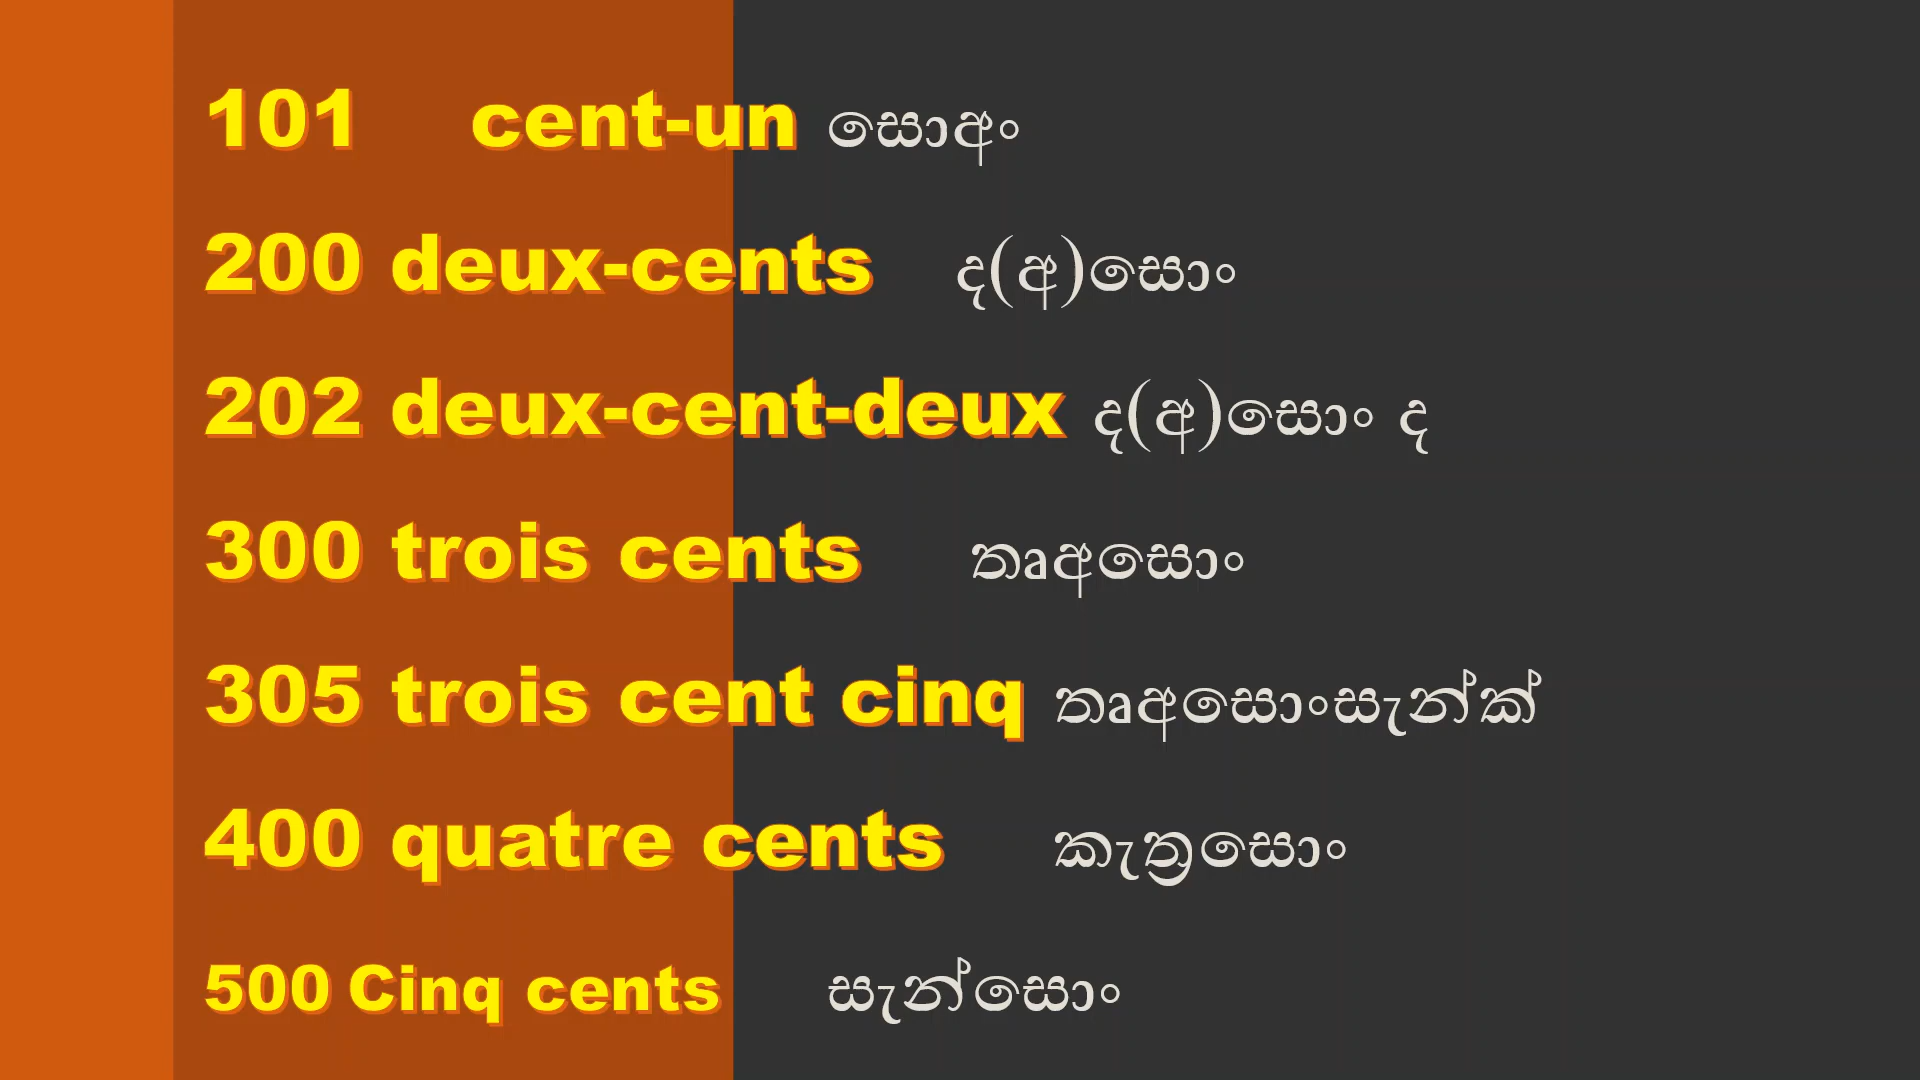 101 cent-un සොඅං
200 deux-cents ද(අ)සොං
202 deux-cent-deux ද(අ)සොං ද
300 trois cents තෘඅසොං
305 trois cent cinq තෘඅසොංසැන්ක්
400 quatre cents කැත්‍රසොං
500 Cinq cents සැන්සොං